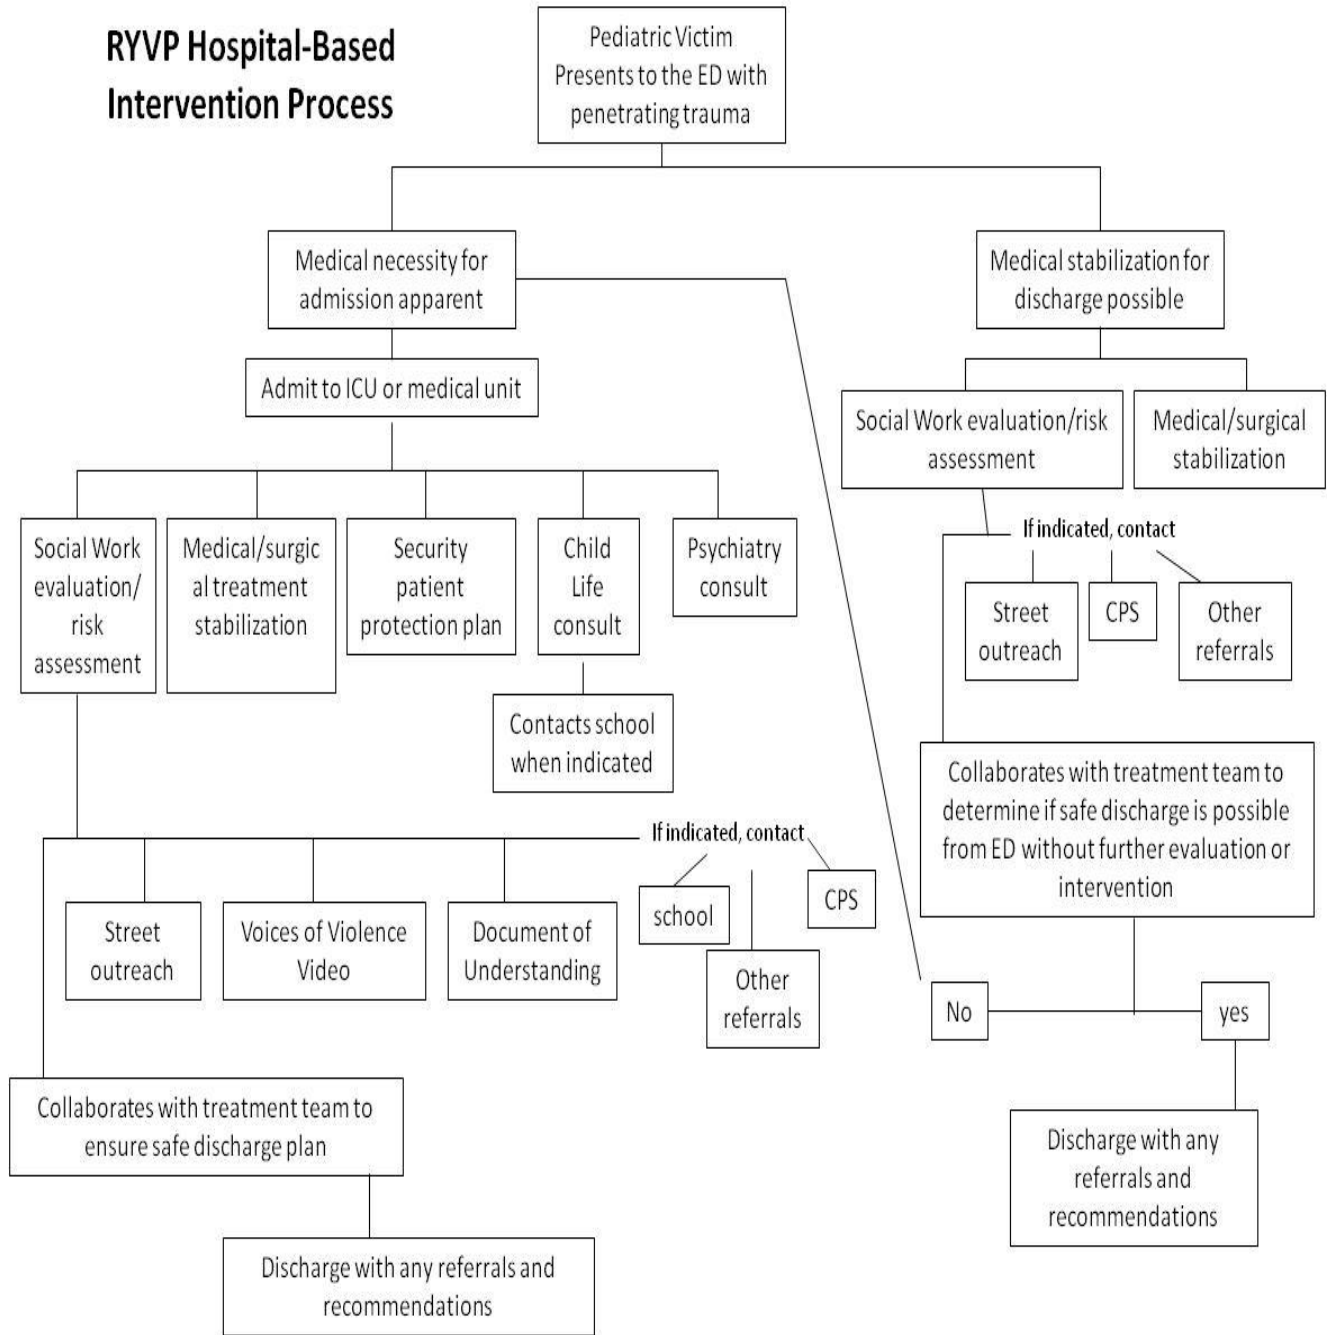 RYVP Hospital-Based
Intervention Process
Pediatric Victim
Presents to the ED with
penetrating trauma
Medical necessity for
admission apparent
Medical stabilization for
discharge possible
Admit to ICU or medical unit
Social Work evaluation/risk
assessment
Medical/surgical
stabilization
Social Work
evaluation/
risk
assessment
Medical/surgic
al treatment
stabilization
Security
patient
protection plan
Child
Life
consult
Psychiatry
consult
If indicated, contact
Street
outreach
CPS
Other
referrals
Contacts school
when indicated
Collaborates with treatment team to
determine if safe discharge is possible
from ED without further evaluation or
intervention
If indicated, contact
school
CPS
Other
referrals
Street
outreach
Voices of Violence
Video
Document of
Understanding
No
yes
Collaborates with treatment team to
ensure safe discharge plan
Discharge with any
referrals and
recommendations
Discharge with any referrals and
recommendations